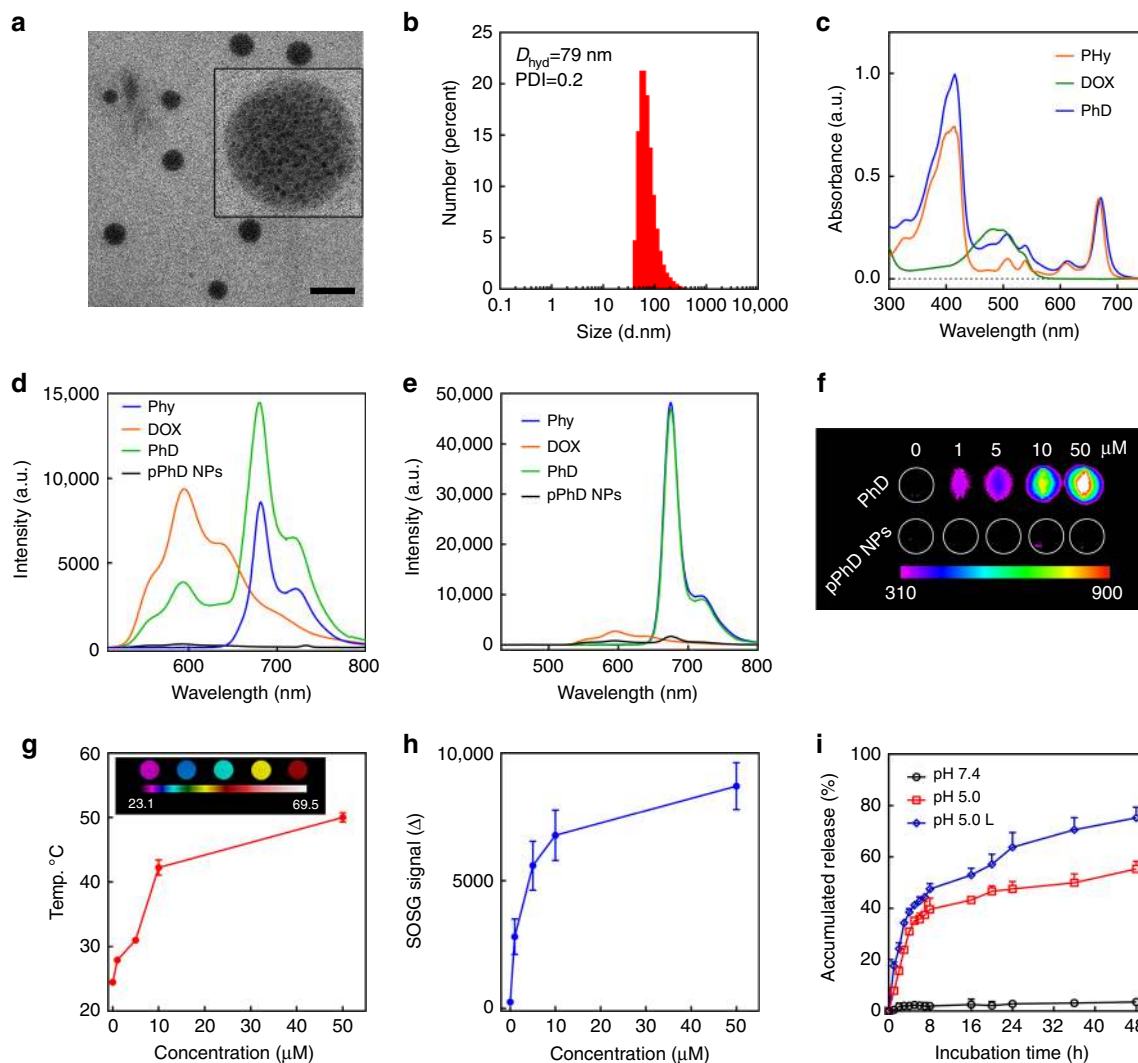 a
b
D_hyd=79 nm
PDI=0.2
Number (percent)
25
20
15
10
5
0
0.1
1
10
100
1000
10,000
Size (d.nm)
c
PHy
DOX
PhD
Absorbance (a.u.)
1.0
0.0
300
400
500
600
700
Wavelength (nm)
d
15,000
10,000
5000
0
Phy
DOX
PhD
pPhD NPs
Intensity (a.u.)
600
700
800
Wavelength (nm)
e
50,000
40,000
30,000
20,000
10,000
0
Phy
DOX
PhD
pPhD NPs
Intensity (a.u.)
500
600
700
800
Wavelength (nm)
f
0 1 5 10 50 μM
PhD
pPhD NPs
310 900
g
60
50
40
30
20
23.1 69.5
Temp. °C
0 10 20 30 40 50
Concentration (μM)
h
10,000
5000
0
SOSG signal (Δ)
0 10 20 30 40 50
Concentration (μM)
i
100
80
60
40
20
0
pH 7.4
pH 5.0
pH 5.0 L
Accumulated release (%)
0 8 16 24 32 40 48
Incubation time (h)